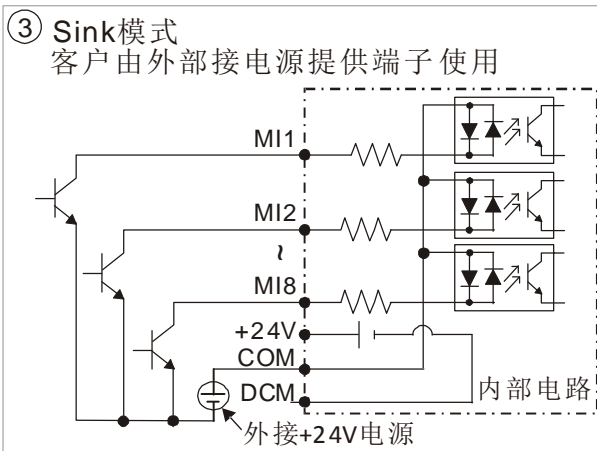 ③ Sink模式
客户由外部接电源提供端子使用
MI1
MI2
~
MI8
+24V
COM
DCM
内部电路
外接+24V电源